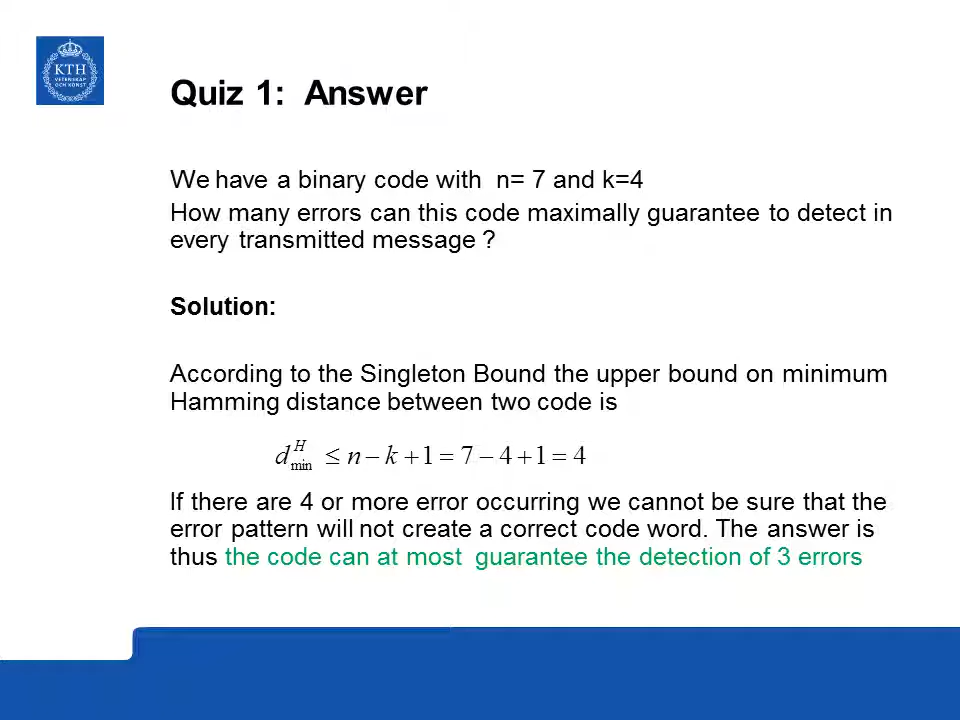 KTH
VETENSKAP
OCH KONST
Quiz 1: Answer
We have a binary code with n= 7 and k=4
How many errors can this code maximally guarantee to detect in
every transmitted message ?
Solution:
According to the Singleton Bound the upper bound on minimum
Hamming distance between two code is
d_min^H ≤ n − k + 1 = 7 − 4 + 1 = 4
If there are 4 or more error occurring we cannot be sure that the
error pattern will not create a correct code word. The answer is
thus the code can at most guarantee the detection of 3 errors